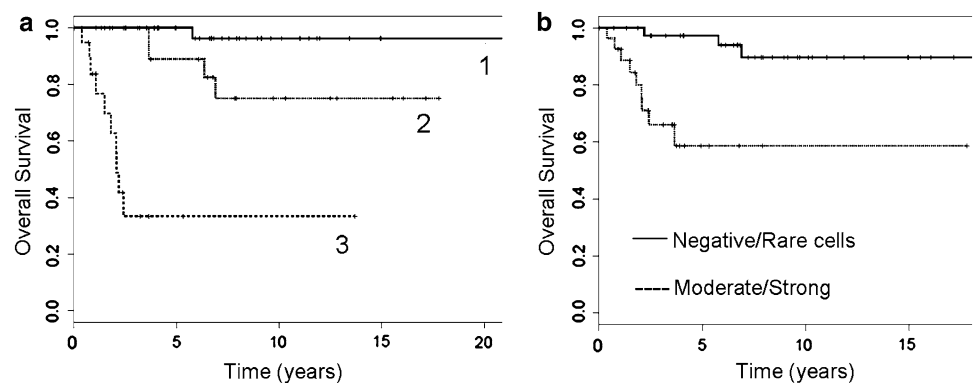 a
Overall Survival
1.0
0.8
0.6
0.4
0.2
0.0
1
2
3
0 5 10 15 20
Time (years)
b
Overall Survival
1.0
0.8
0.6
0.4
0.2
0.0
Negative/Rare cells
Moderate/Strong
0 5 10 15
Time (years)